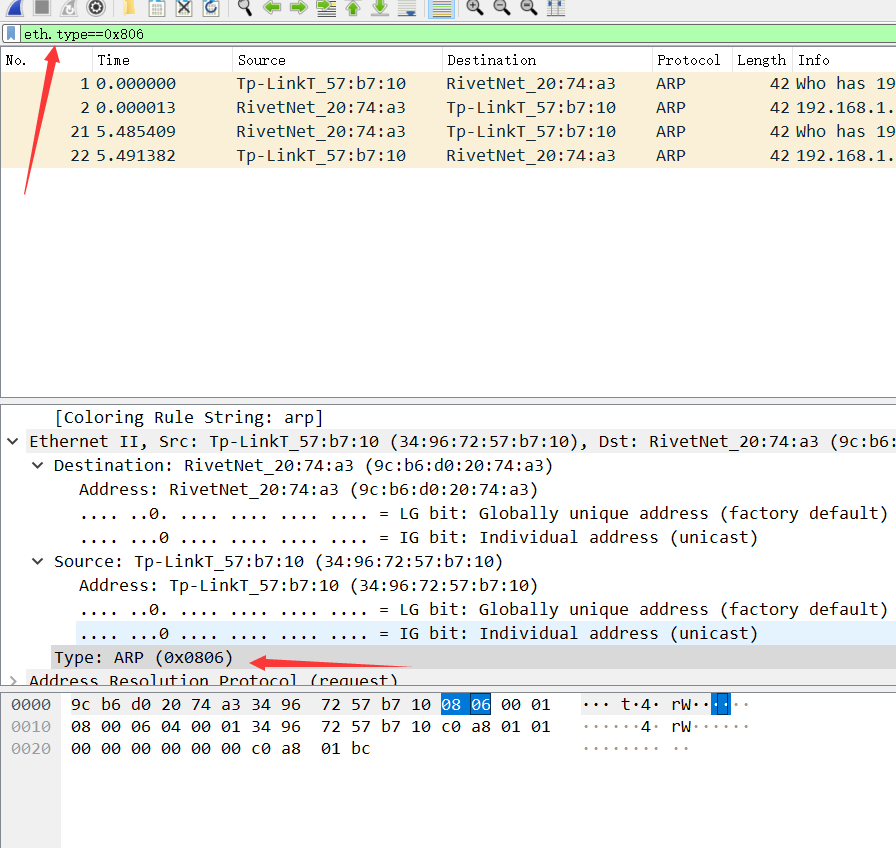 eth.type==0x806
No. Time Source Destination Protocol Length Info
1 0.000000 Tp-LinkT_57:b7:10 RivetNet_20:74:a3 ARP 42 Who has 19
2 0.000013 RivetNet_20:74:a3 Tp-LinkT_57:b7:10 ARP 42 192.168.1.
21 5.485409 RivetNet_20:74:a3 Tp-LinkT_57:b7:10 ARP 42 Who has 19
22 5.491382 Tp-LinkT_57:b7:10 RivetNet_20:74:a3 ARP 42 192.168.1.
[Coloring Rule String: arp]
Ethernet II, Src: Tp-LinkT_57:b7:10 (34:96:72:57:b7:10), Dst: RivetNet_20:74:a3 (9c:b6:
Destination: RivetNet_20:74:a3 (9c:b6:d0:20:74:a3)
Address: RivetNet_20:74:a3 (9c:b6:d0:20:74:a3)
.... ..0. .... .... .... .... = LG bit: Globally unique address (factory default)
.... ...0 .... .... .... .... = IG bit: Individual address (unicast)
Source: Tp-LinkT_57:b7:10 (34:96:72:57:b7:10)
Address: Tp-LinkT_57:b7:10 (34:96:72:57:b7:10)
.... ..0. .... .... .... .... = LG bit: Globally unique address (factory default)
.... ...0 .... .... .... .... = IG bit: Individual address (unicast)
Type: ARP (0x0806)
Address Resolution Protocol (request)
0000 9c b6 d0 20 74 a3 34 96 72 57 b7 10 08 06 00 01 ··· t·4· rW······
0010 08 00 06 04 00 01 34 96 72 57 b7 10 c0 a8 01 01 ······4· rW······
0020 00 00 00 00 00 00 c0 a8 01 bc ········ ··